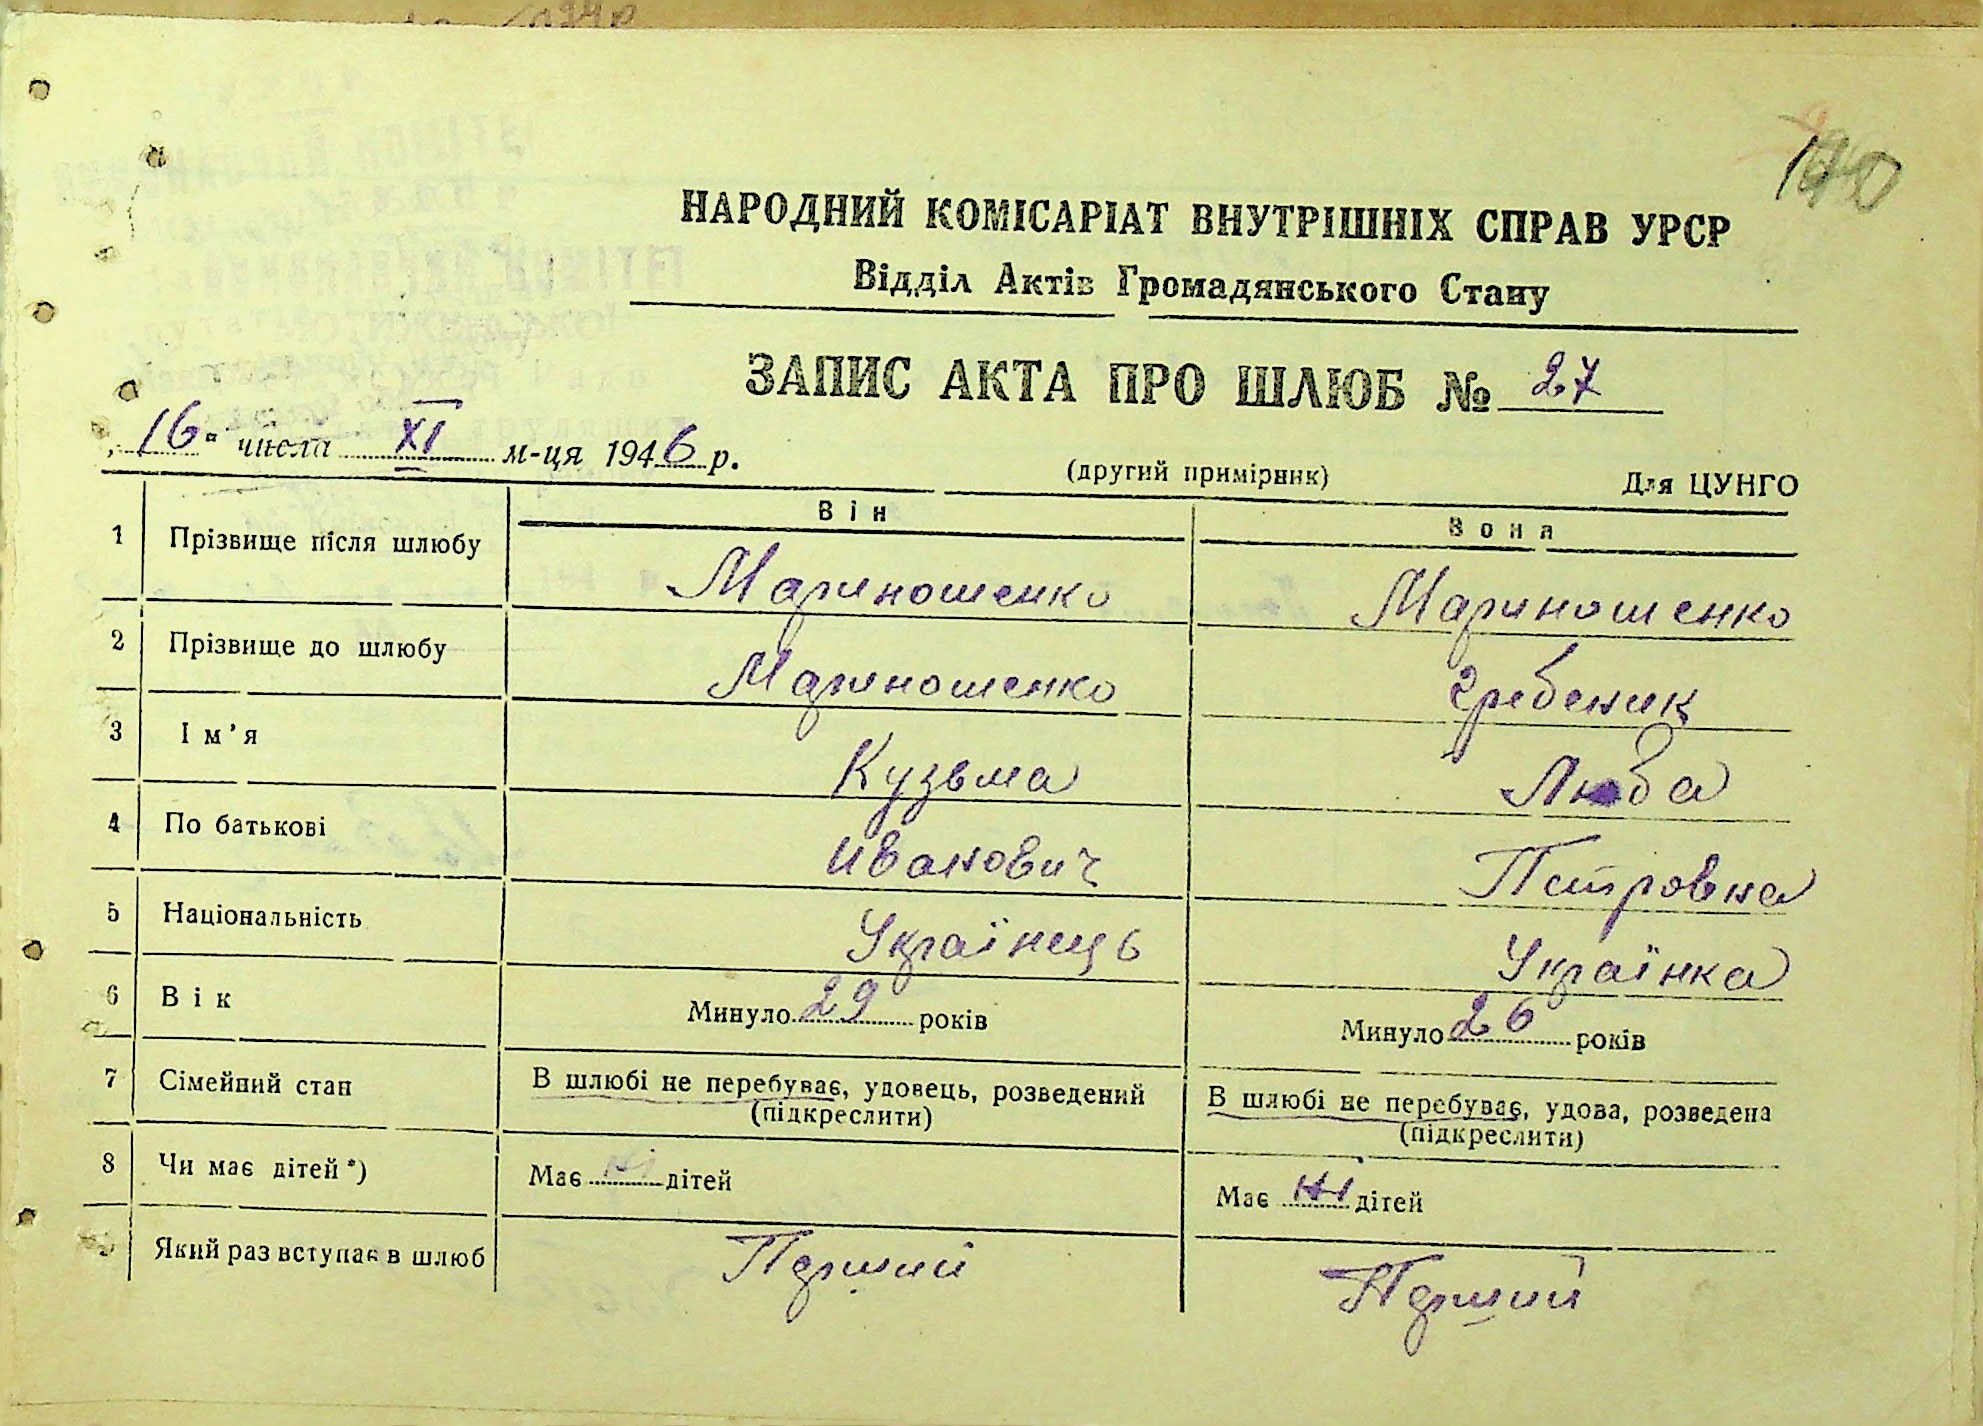 НАРОДНИЙ КОМІСАРІАТ ВНУТРІШНІХ СПРАВ УРСР
Відділ Актів Громадянського Стану
ЗАПИС АКТА ПРО ШЛЮБ № 27
„16" числа XI м-ця 1946 р.
(другий примірник) Для ЦУНГО
Він Вона
1 Прізвище після шлюбу Мариношенко Мариношенко
2 Прізвище до шлюбу Мариношенко Гребеник
3 Ім'я Кузьма Люба
4 По батькові Иванович Петровна
5 Національність Українець Українка
6 Вік Минуло 29 років Минуло 26 років
7 Сімейний стан В шлюбі не перебуває, удовець, розведений В шлюбі не перебуває, удова, розведена
(підкреслити) (підкреслити)
8 Чи має дітей*) Має ні дітей Має ні дітей
Який раз вступає в шлюб Перший Перший